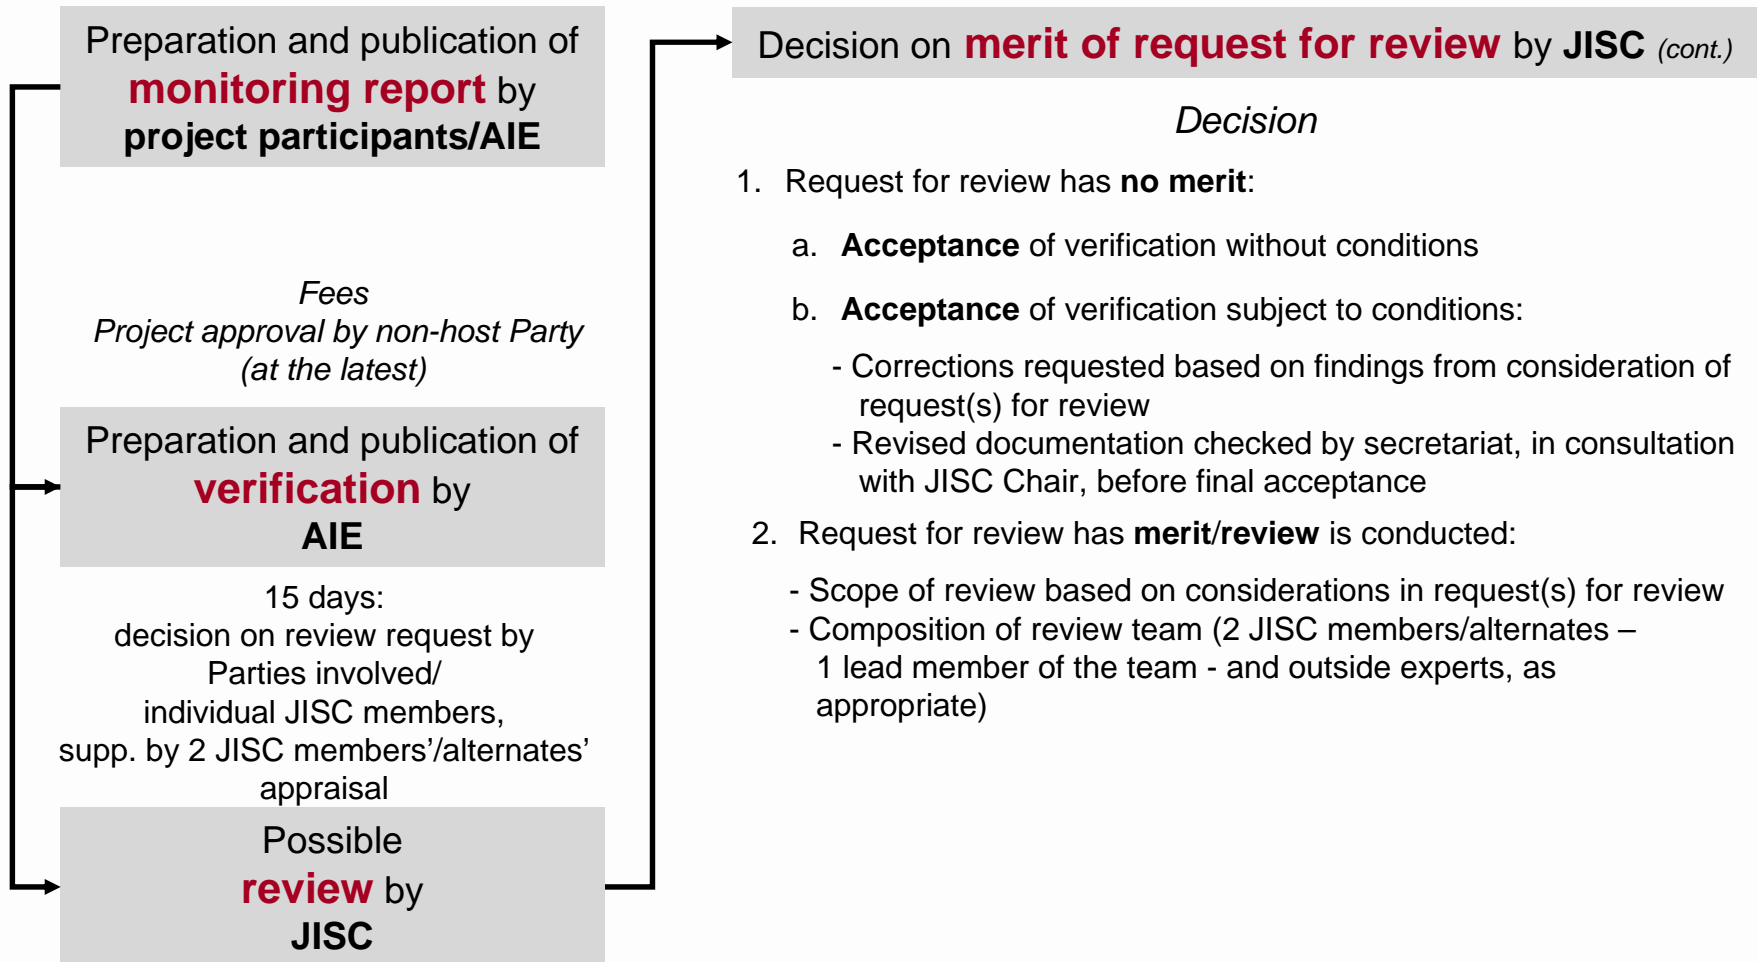 Preparation and publication of
monitoring report by
project participants/AIE
Fees
Project approval by non-host Party
(at the latest)
Preparation and publication of
verification by
AIE
15 days:
decision on review request by
Parties involved/
individual JISC members,
supp. by 2 JISC members’/alternates’
appraisal
Possible
review by
JISC
Decision on merit of request for review by JISC (cont.)
Decision
1. Request for review has no merit:
a. Acceptance of verification without conditions
b. Acceptance of verification subject to conditions:
- Corrections requested based on findings from consideration of
request(s) for review
- Revised documentation checked by secretariat, in consultation
with JISC Chair, before final acceptance
2. Request for review has merit/review is conducted:
- Scope of review based on considerations in request(s) for review
- Composition of review team (2 JISC members/alternates –
1 lead member of the team - and outside experts, as
appropriate)